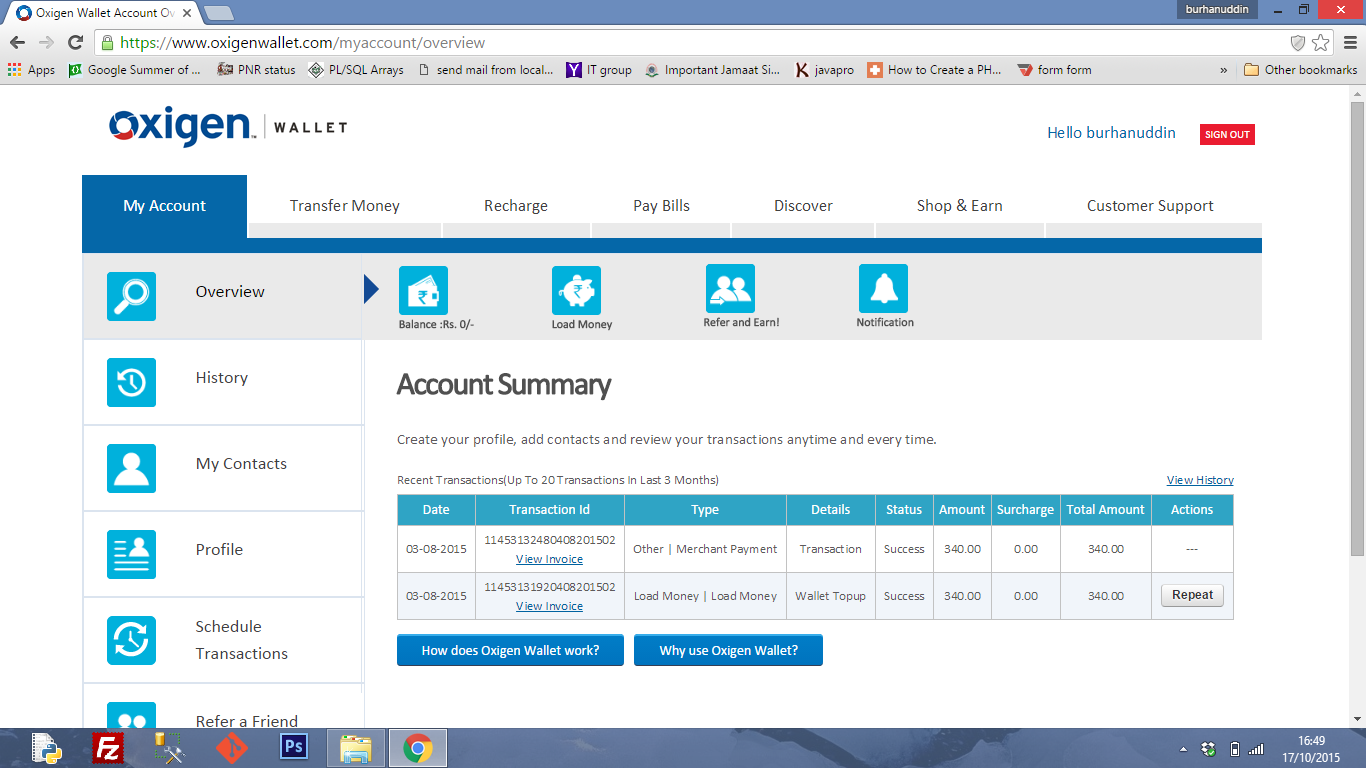 Oxigen Wallet Account Ov
burhanuddin
https://www.oxigenwallet.com/myaccount/overview
Apps Google Summer of ... PNR status PL/SQL Arrays send mail from local... IT group Important Jamaat Si... javapro How to Create a PH... form form » Other bookmarks
Oxigen™ WALLET
Hello burhanuddin SIGN OUT
My Account Transfer Money Recharge Pay Bills Discover Shop & Earn Customer Support
Overview
History
My Contacts
Profile
Schedule
Transactions
Refer a Friend
Balance :Rs. 0/- Load Money Refer and Earn! Notification
Account Summary
Create your profile, add contacts and review your transactions anytime and every time.
Recent Transactions(Up To 20 Transactions In Last 3 Months) View History
Date Transaction Id Type Details Status Amount Surcharge Total Amount Actions
03-08-2015 11453132480408201502 Other | Merchant Payment Transaction Success 340.00 0.00 340.00 ---
View Invoice
03-08-2015 11453131920408201502 Load Money | Load Money Wallet Topup Success 340.00 0.00 340.00 Repeat
View Invoice
How does Oxigen Wallet work? Why use Oxigen Wallet?
Fz Ps
16:49
17/10/2015